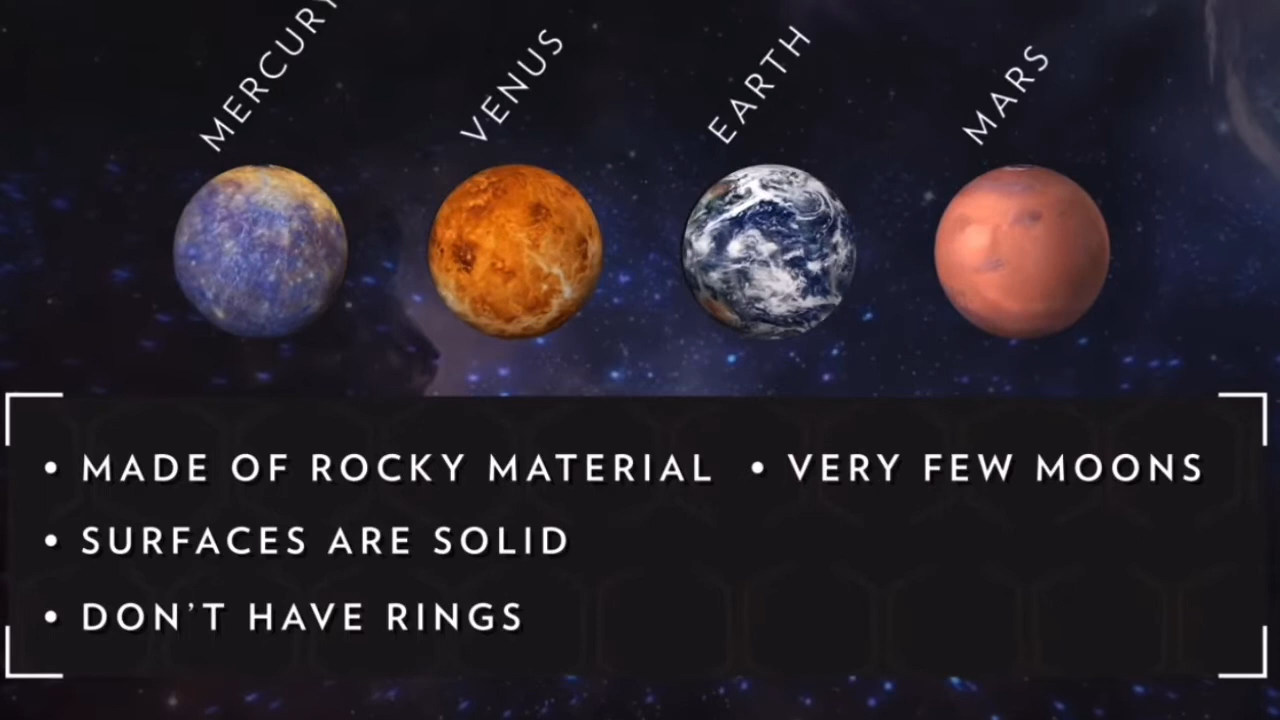 MERCURY
VENUS
EARTH
MARS
• MADE OF ROCKY MATERIAL
• SURFACES ARE SOLID
• DON'T HAVE RINGS
• VERY FEW MOONS